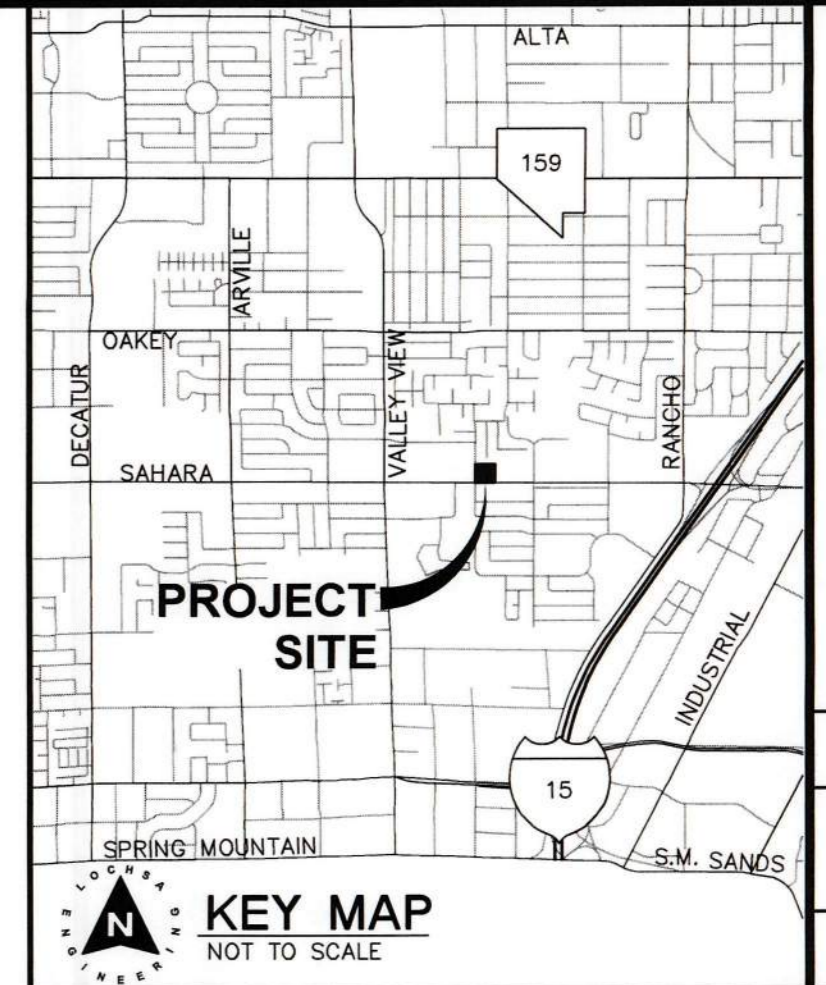 ALTA
159
ARVILLE
OAKEY
DECATUR
VALLEY VIEW
RANCHO
SAHARA
PROJECT
SITE
INDUSTRIAL
15
SPRING MOUNTAIN
S.M. SANDS
LOCHSA ENGINEERING
N
KEY MAP
NOT TO SCALE